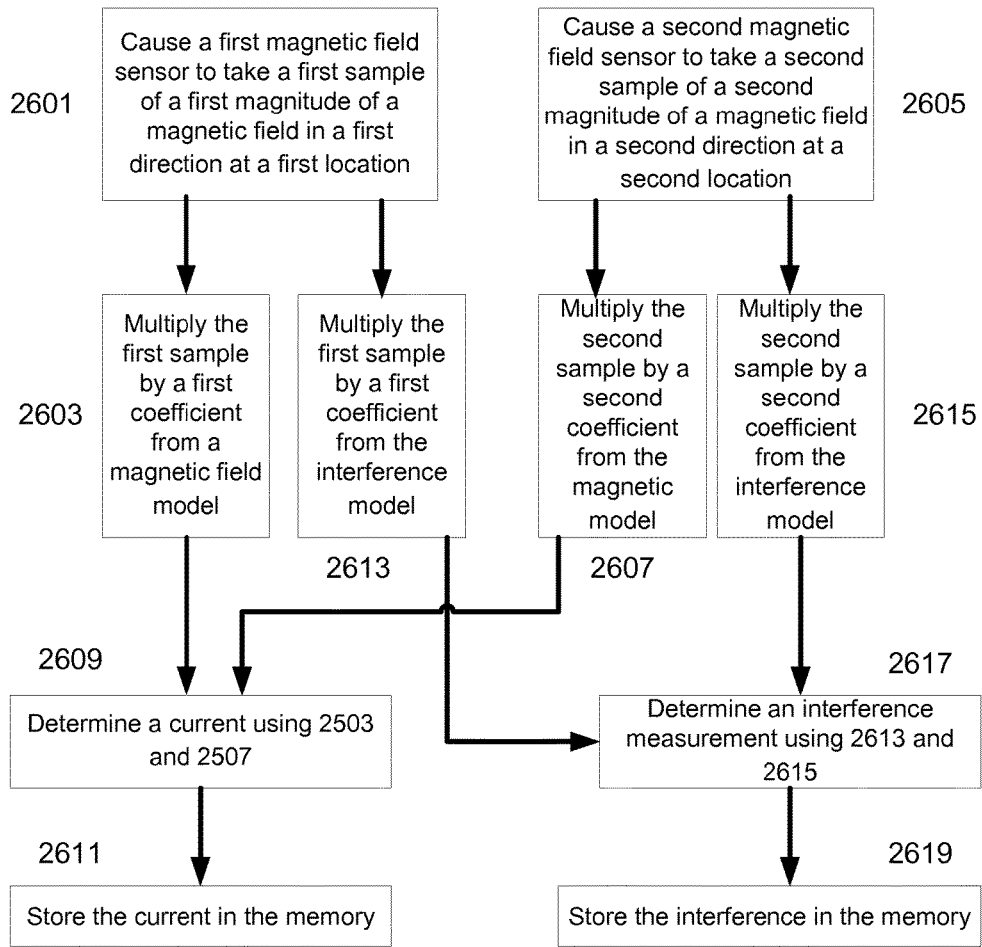 Cause a first magnetic field
sensor to take a first sample
of a first magnitude of a
magnetic field in a first
direction at a first location
2601
Cause a second magnetic
field sensor to take a second
sample of a second
magnitude of a magnetic field
in a second direction at a
second location
2605
2603
Multiply the
first sample
by a first
coefficient
from a
magnetic field
model
Multiply the
first sample
by a first
coefficient
from the
interference
model
Multiply the
second
sample by a
second
coefficient
from the
magnetic
model
Multiply the
second
sample by a
second
coefficient
from the
interference
model
2615
2613
2607
2609
2617
Determine a current using 2503
and 2507
Determine an interference
measurement using 2613 and
2615
2611
2619
Store the current in the memory
Store the interference in the memory